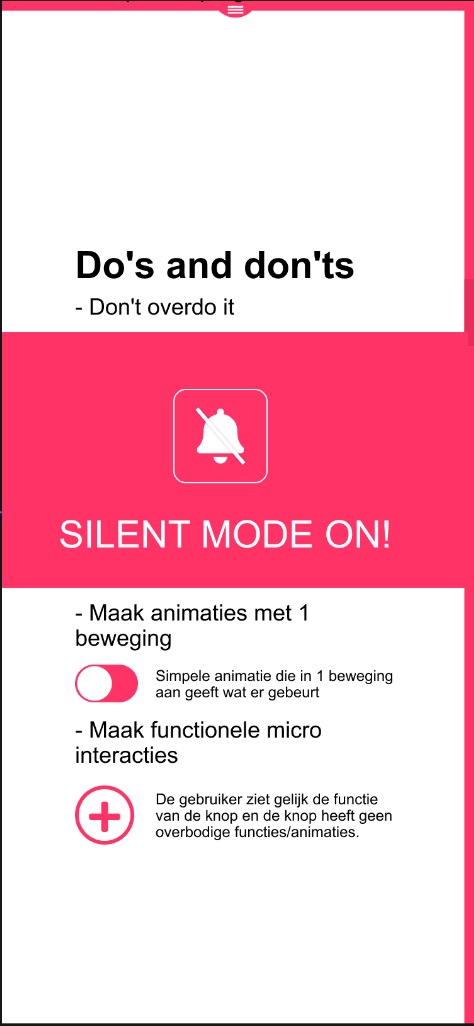 Do's and don'ts
- Don't overdo it
SILENT MODE ON!
- Maak animaties met 1
beweging
Simpele animatie die in 1 beweging
aan geeft wat er gebeurt
- Maak functionele micro
interacties
De gebruiker ziet gelijk de functie
van de knop en de knop heeft geen
overbodige functies/animaties.